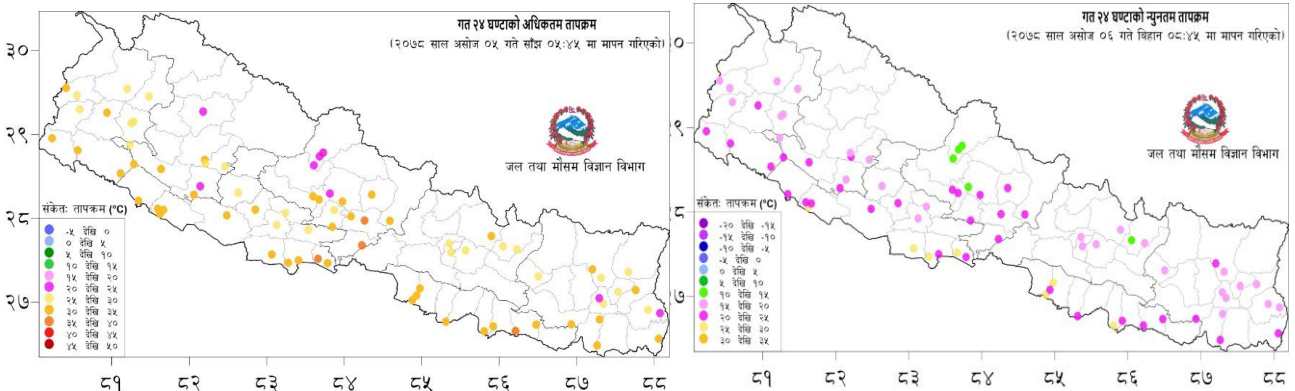 गत २४ घण्टाको अधिकतम तापक्रम
(२०७८ साल असोज ०५ गते साँझ ०५:४५ मा मापन गरिएको)
३०
२९
२८
२७
जल तथा मौसम विज्ञान विभाग
संकेतः तापक्रम (°C)
-५ देखि ०
० देखि ५
५ देखि १०
१० देखि १५
१५ देखि २०
२० देखि २५
२५ देखि ३०
३० देखि ३५
३५ देखि ४०
४० देखि ४५
४५ देखि ५०
८१ ८२ ८३ ८४ ८५ ८६ ८७ ८८
गत २४ घण्टाको न्युनतम तापक्रम
(२०७८ साल असोज ०६ गते बिहान ०८:४५ मा मापन गरिएको)
०
२९
२८
२७
जल तथा मौसम विज्ञान विभाग
संकेतः तापक्रम (°C)
-२० देखि -१५
-१५ देखि -१०
-१० देखि -५
-५ देखि ०
० देखि ५
५ देखि १०
१० देखि १५
१५ देखि २०
२० देखि २५
२५ देखि ३०
३० देखि ३५
८१ ८२ ८३ ८४ ८५ ८६ ८७ ८८